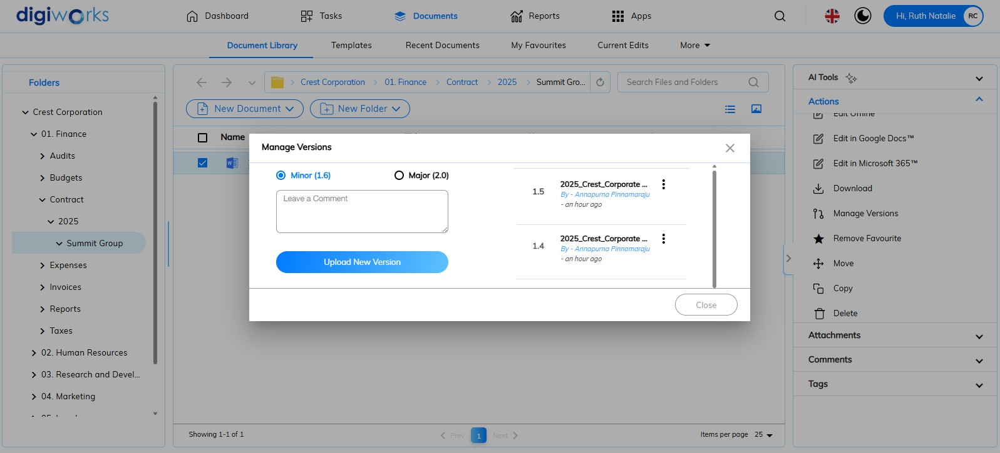 digiworks
Dashboard
Tasks
Documents
Reports
Apps
Hi, Ruth Natalie
RC
Document Library
Templates
Recent Documents
My Favourites
Current Edits
More
Folders
Crest Corporation
01. Finance
Audits
Budgets
Contract
2025
Summit Group
Expenses
Invoices
Reports
Taxes
02. Human Resources
03. Research and Devel...
04. Marketing
Crest Corporation
01. Finance
Contract
2025
Summit Gro...
Search Files and Folders
New Document
New Folder
Name
Manage Versions
Minor (1.6)
Major (2.0)
Leave a Comment
Upload New Version
1.5
2025_Crest_Corporate ...
By - Annapurna Pinnamaraju
- an hour ago
1.4
2025_Crest_Corporate ...
By - Annapurna Pinnamaraju
- an hour ago
Close
Showing 1-1 of 1
Prev
1
Next
Items per page
25
AI Tools
Actions
Edit Online
Edit in Google Docs™
Edit in Microsoft 365™
Download
Manage Versions
Remove Favourite
Move
Copy
Delete
Attachments
Comments
Tags